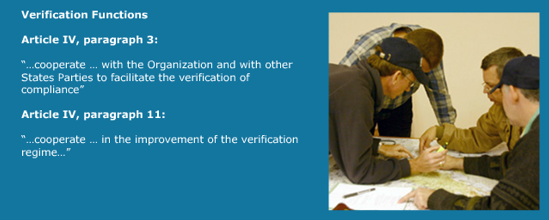 Verification Functions
Article IV, paragraph 3:
“…cooperate … with the Organization and with other
States Parties to facilitate the verification of
compliance”
Article IV, paragraph 11:
“…cooperate … in the improvement of the verification
regime…”